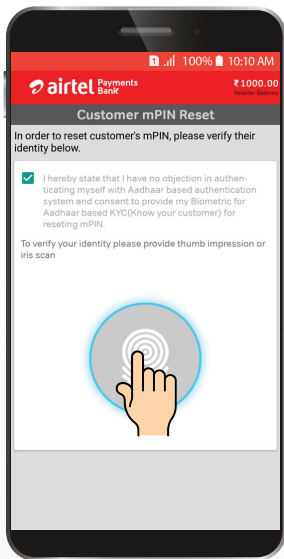 1 100% 10:10 AM
airtel Payments Bank
₹1000.00
Retailer Balance
Customer mPIN Reset
In order to reset customer's mPIN, please verify their
identity below.
I hereby state that I have no objection in authen-
ticating myself with Aadhaar based authentication
system and consent to provide my Biometric for
Aadhaar based KYC(Know your customer) for
reseting mPIN.
To verify your identity please provide thumb impression or
iris scan